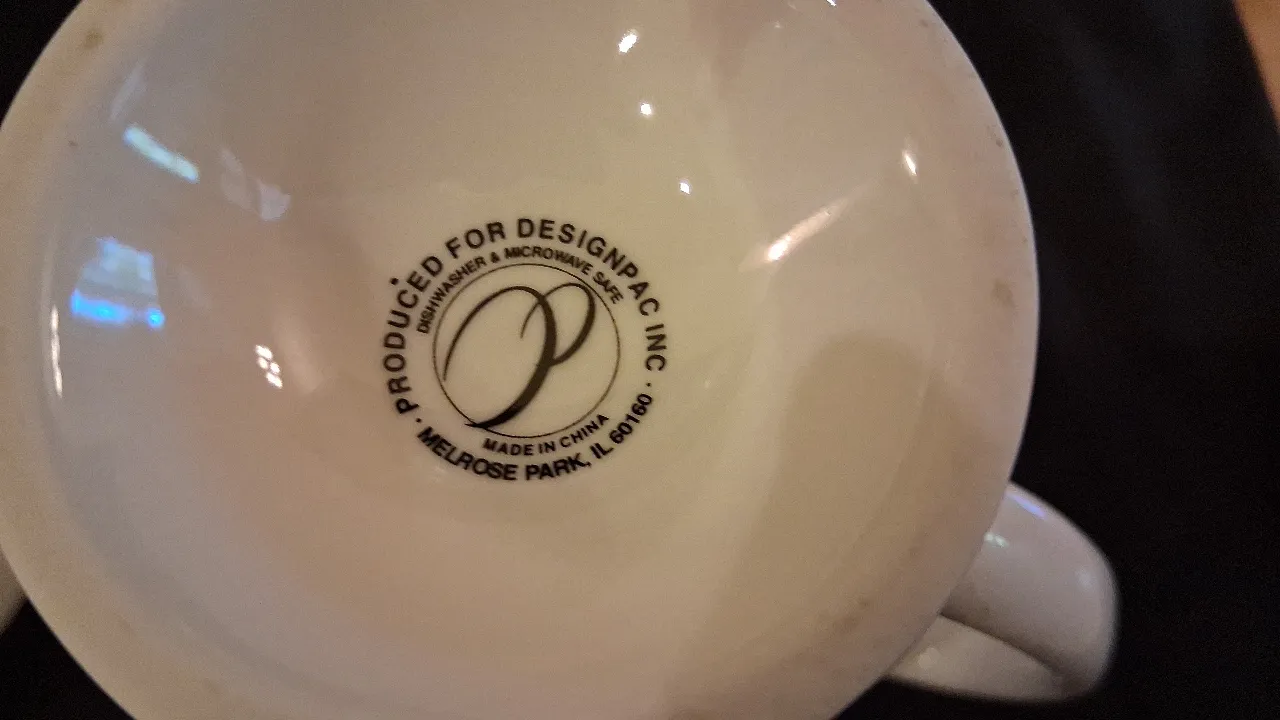 · PRODUCED FOR DESIGNPAC INC ·
DISHWASHER & MICROWAVE SAFE
P
MADE IN CHINA
MELROSE PARK, IL 60160